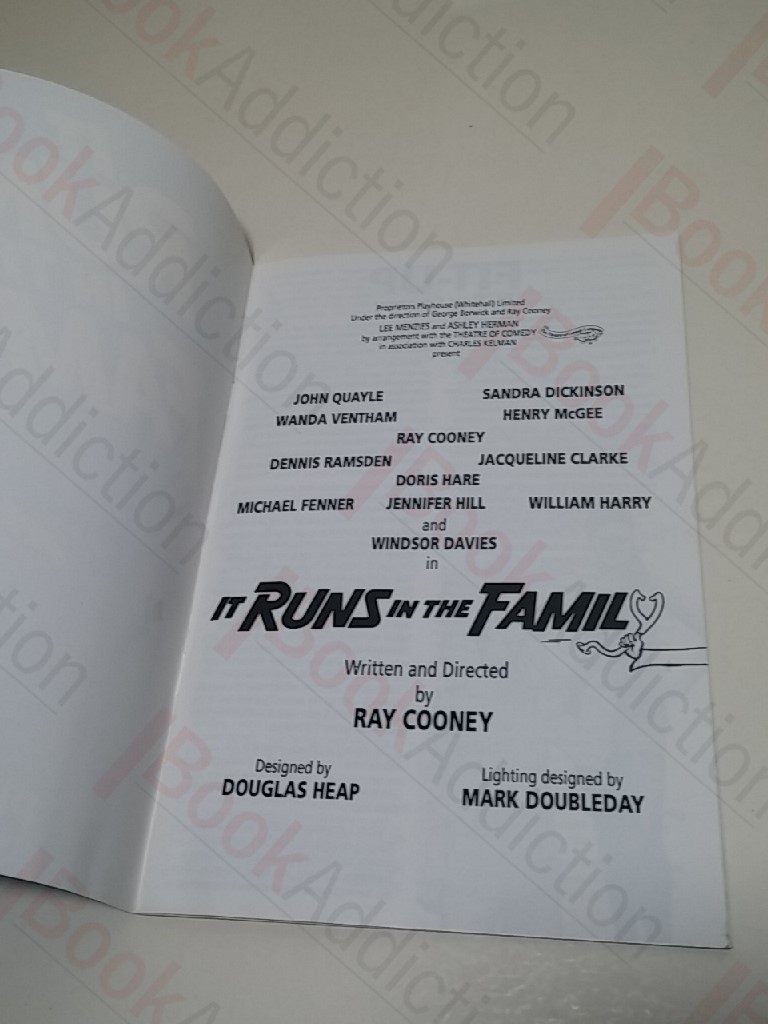 Proprietors Playhouse (Whitehall) Limited
Under the direction of George Borwick and Ray Cooney
LEE MENZIES and ASHLEY HERMAN
by arrangement with the THEATRE OF COMEDY
in association with CHARLES KELMAN
present
JOHN QUAYLE SANDRA DICKINSON
WANDA VENTHAM HENRY McGEE
RAY COONEY
DENNIS RAMSDEN JACQUELINE CLARKE
DORIS HARE
MICHAEL FENNER JENNIFER HILL WILLIAM HARRY
and
WINDSOR DAVIES
in
IT RUNS IN THE FAMILY
Written and Directed
by
RAY COONEY
Designed by Lighting designed by
DOUGLAS HEAP MARK DOUBLEDAY
BookAddiction